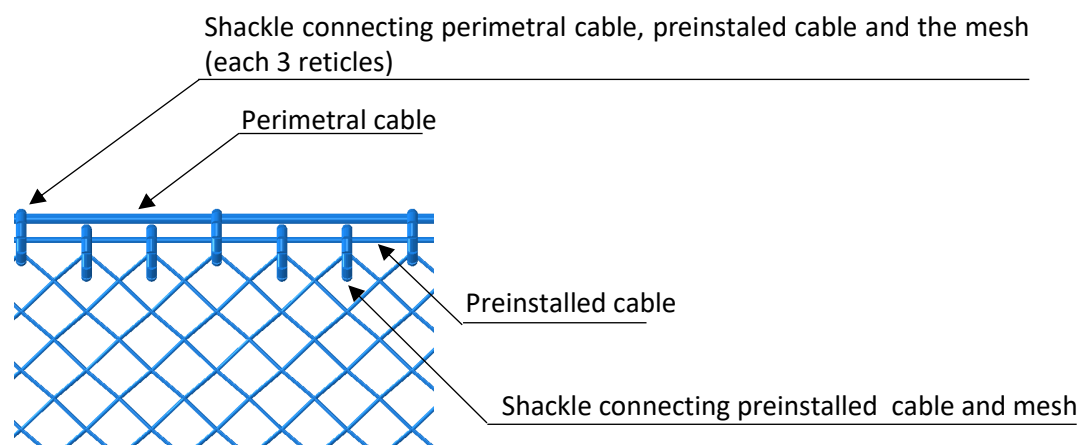 Shackle connecting perimetral cable, preinstaled cable and the mesh
(each 3 reticles)
Perimetral cable
Preinstalled cable
Shackle connecting preinstalled cable and mesh